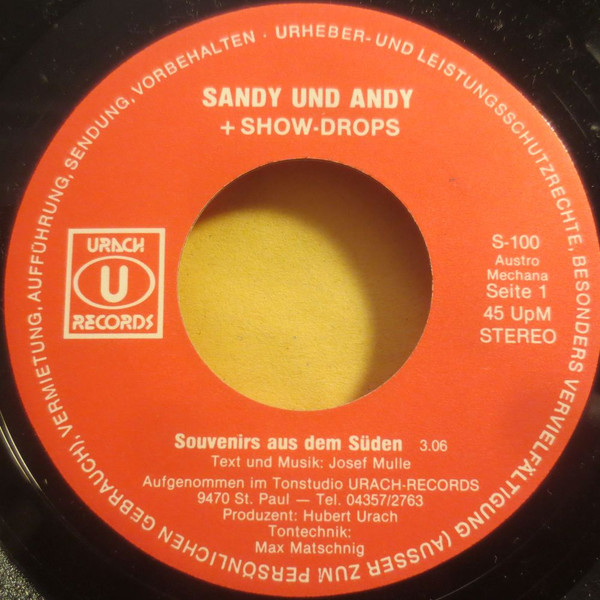 URHEBER-UND LEISTUNGSSCHUTZRECHTE, BESONDERS VERVIELFÄLTIGUNG (AUSSER ZUM PERSÖNLICHEN GEBRAUCH), VERMIETUNG, AUFFÜHRUNG, SENDUNG, VORBEHALTEN ·
SANDY UND ANDY
+ SHOW-DROPS
URACH
U
RECORDS
S-100
Austro
Mechana
Seite 1
45 UpM
STEREO
Souvenirs aus dem Süden 3.06
Text und Musik: Josef Mulle
Aufgenommen im Tonstudio URACH-RECORDS
9470 St. Paul — Tel. 04357/2763
Produzent: Hubert Urach
Tontechnik:
Max Matschnig